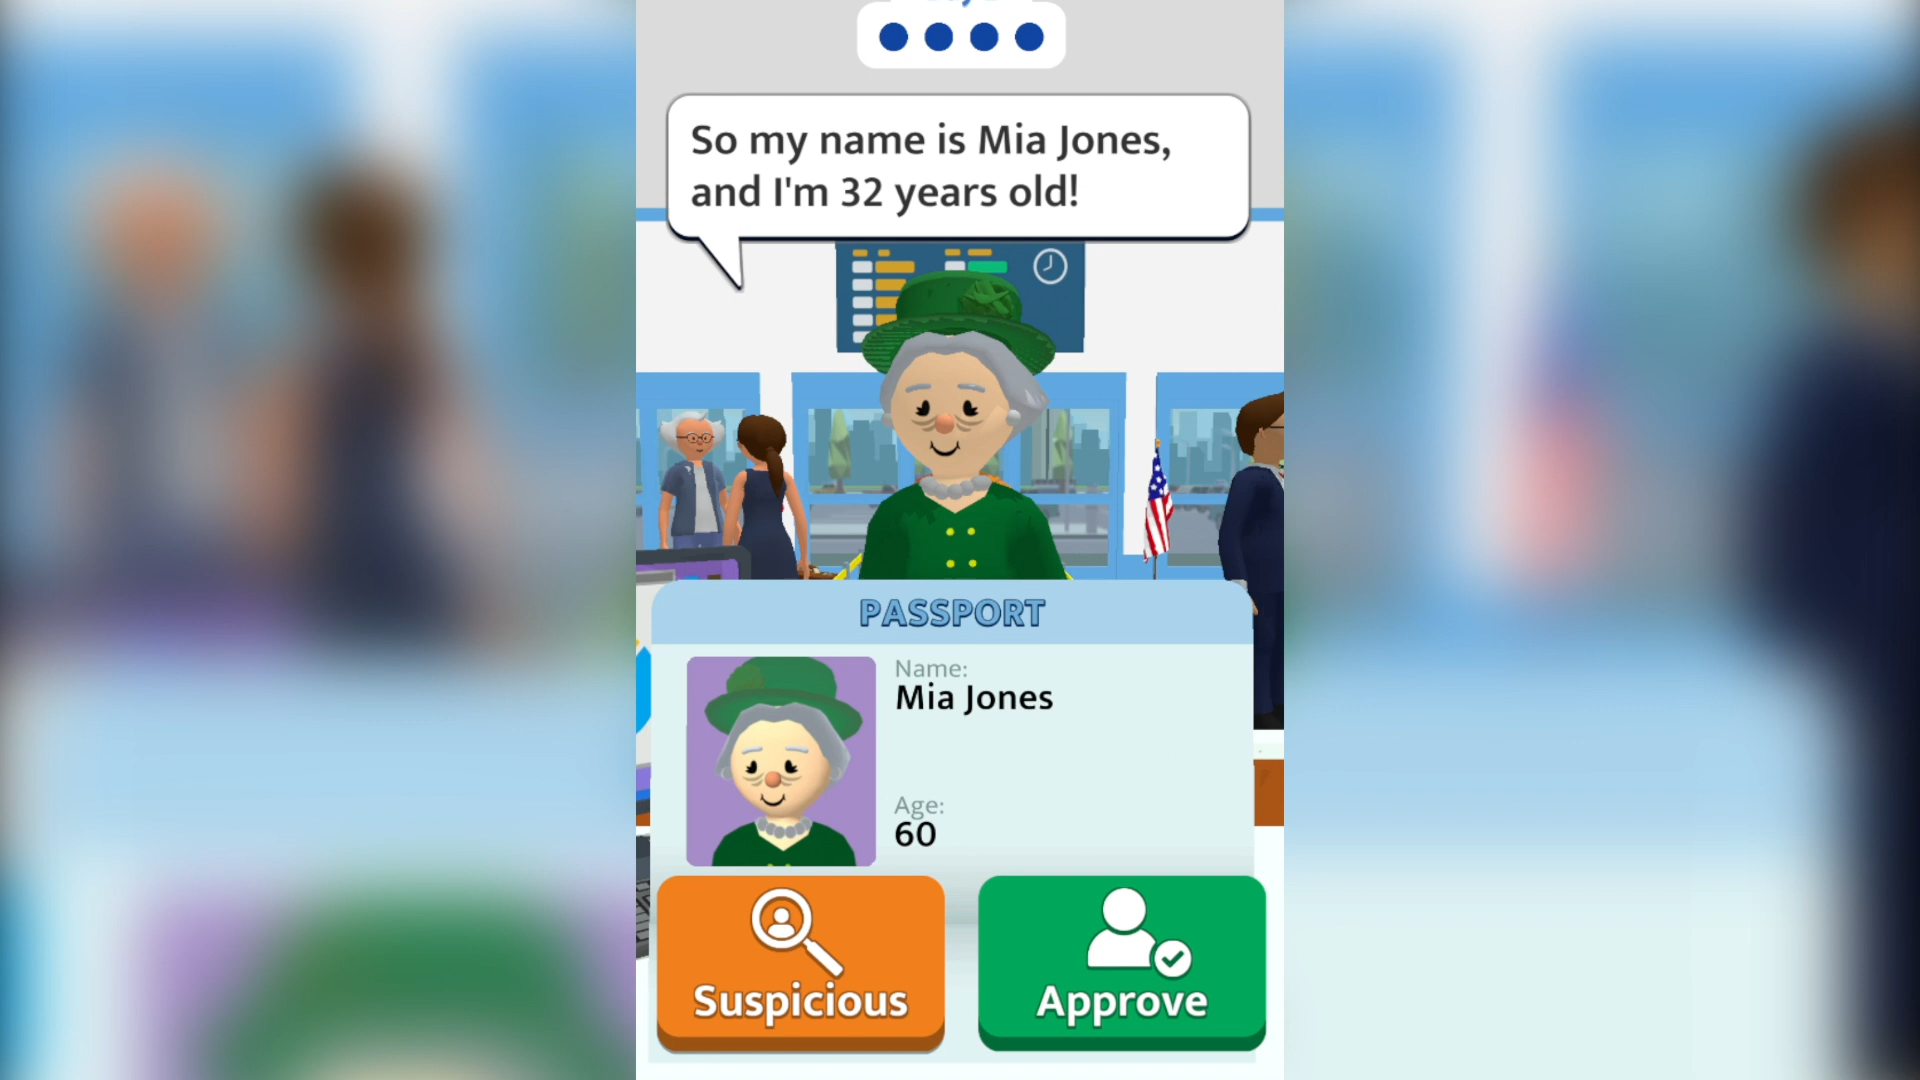 So my name is Mia Jones,
and I'm 32 years old!
PASSPORT
Name:
Mia Jones
Age:
60
Suspicious
Approve